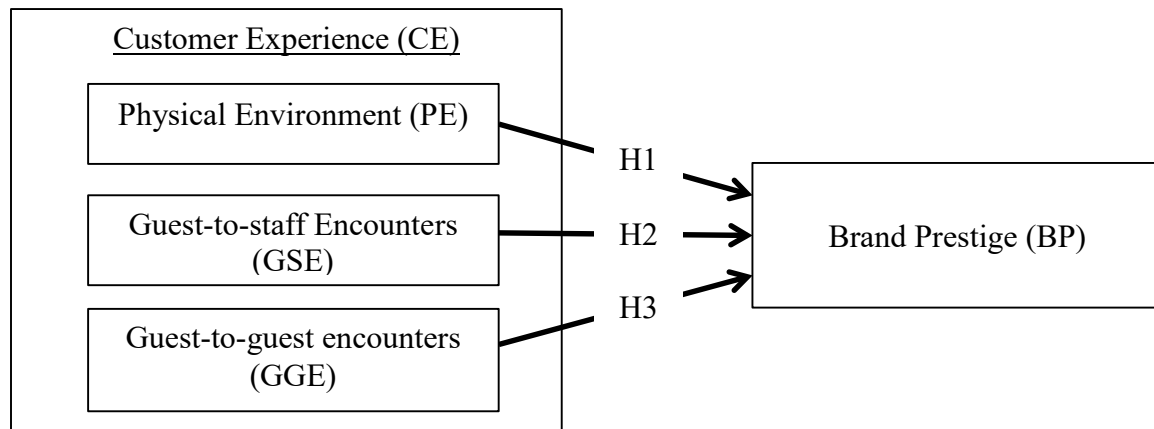 Customer Experience (CE)
Physical Environment (PE)
H1
Guest-to-staff Encounters
(GSE)
H2
Brand Prestige (BP)
H3
Guest-to-guest encounters
(GGE)